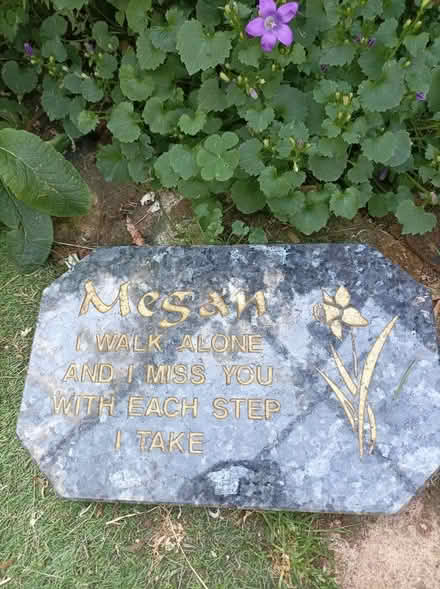 Megan
I WALK ALONE
AND I MISS YOU
WITH EACH STEP
I TAKE